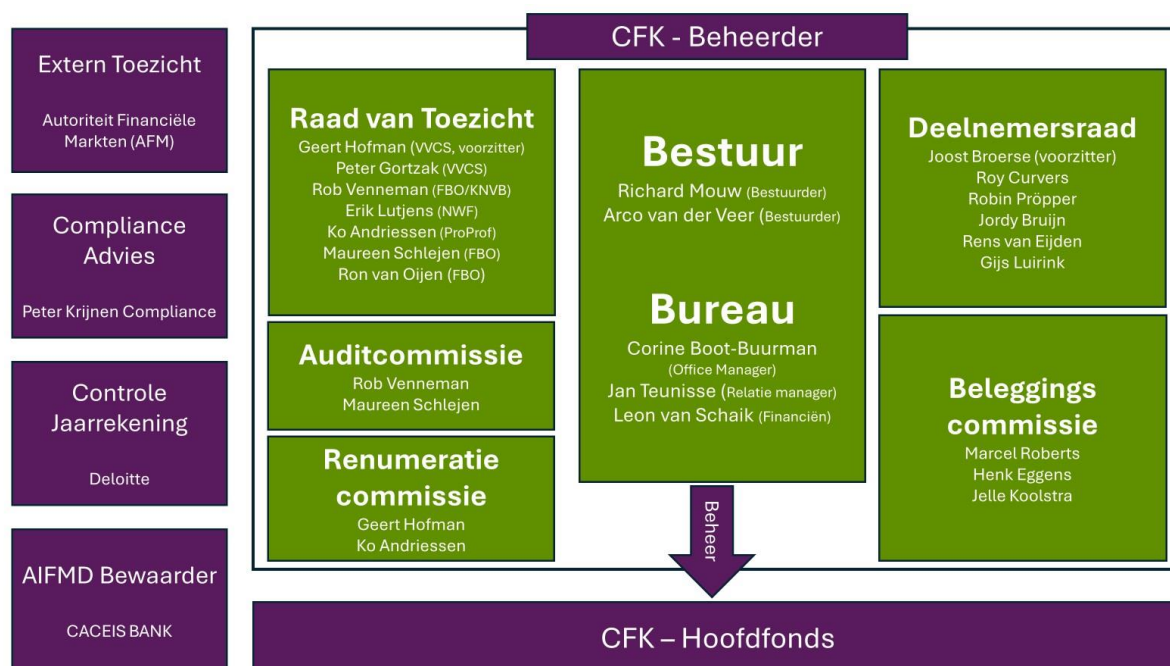 Extern Toezicht
Autoriteit Financiële
Markten (AFM)
Compliance
Advies
Peter Krijnen Compliance
Controle
Jaarrekening
Deloitte
AIFMD Bewaarder
CACEIS BANK
CFK - Beheerder
Raad van Toezicht
Geert Hofman (VVCS, voorzitter)
Peter Gortzak (VVCS)
Rob Venneman (FBO/KNVB)
Erik Lutjens (NWF)
Ko Andriessen (ProProf)
Maureen Schlejen (FBO)
Ron van Oijen (FBO)
Auditcommissie
Rob Venneman
Maureen Schlejen
Renumeratie
commissie
Geert Hofman
Ko Andriessen
Bestuur
Richard Mouw (Bestuurder)
Arco van der Veer (Bestuurder)
Bureau
Corine Boot-Buurman
(Office Manager)
Jan Teunisse (Relatie manager)
Leon van Schaik (Financiën)
Deelnemersraad
Joost Broerse (voorzitter)
Roy Curvers
Robin Pröpper
Jordy Bruijn
Rens van Eijden
Gijs Luirink
Beleggings
commissie
Marcel Roberts
Henk Eggens
Jelle Koolstra
Beheer
CFK – Hoofdfonds